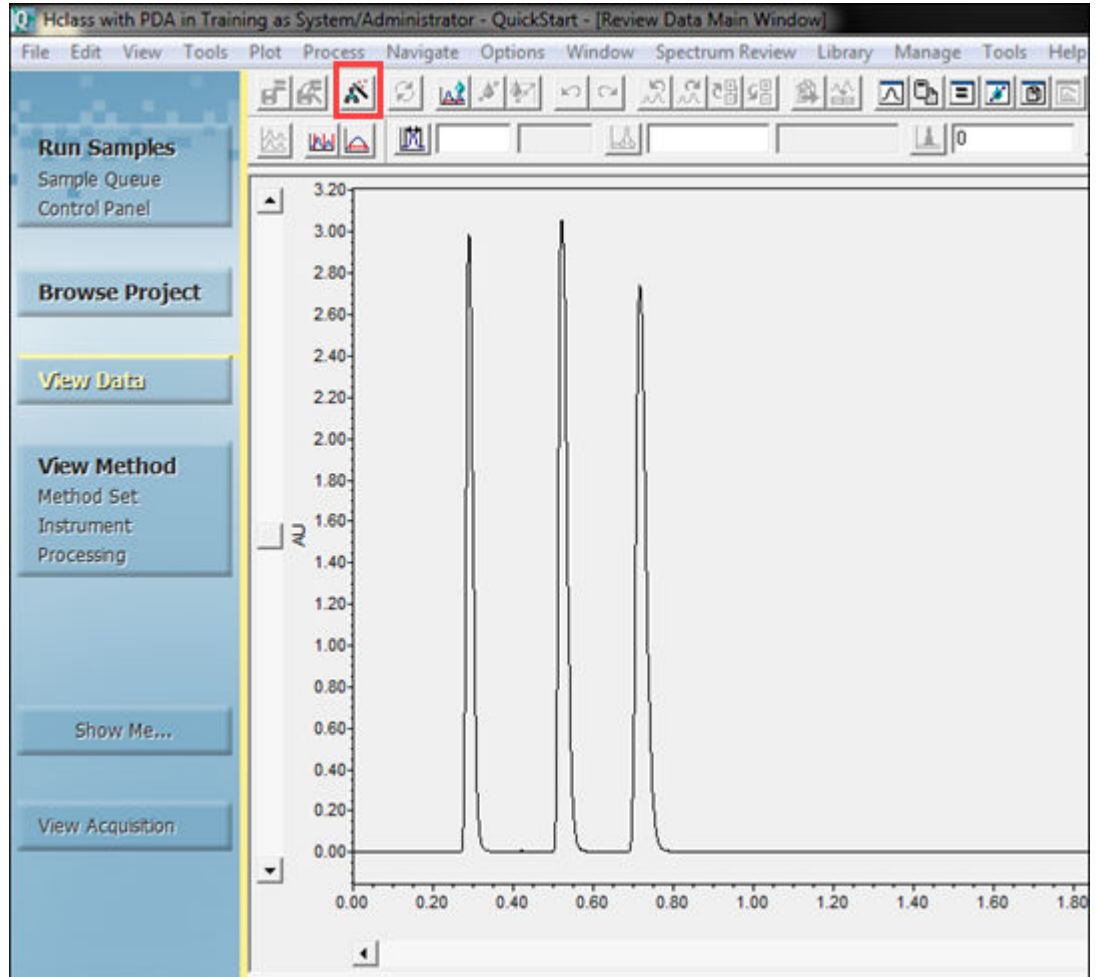 Hclass with PDA in Training as System/Administrator - QuickStart - [Review Data Main Window]
File Edit View Tools Plot Process Navigate Options Window Spectrum Review Library Manage Tools Help
0
Run Samples
Sample Queue
Control Panel
Browse Project
View Data
View Method
Method Set
Instrument
Processing
Show Me...
View Acquisition
3.20
3.00
2.80
2.60
2.40
2.20
2.00
1.80
1.60
1.40
1.20
1.00
0.80
0.60
0.40
0.20
0.00
AU
0.00 0.20 0.40 0.60 0.80 1.00 1.20 1.40 1.60 1.80